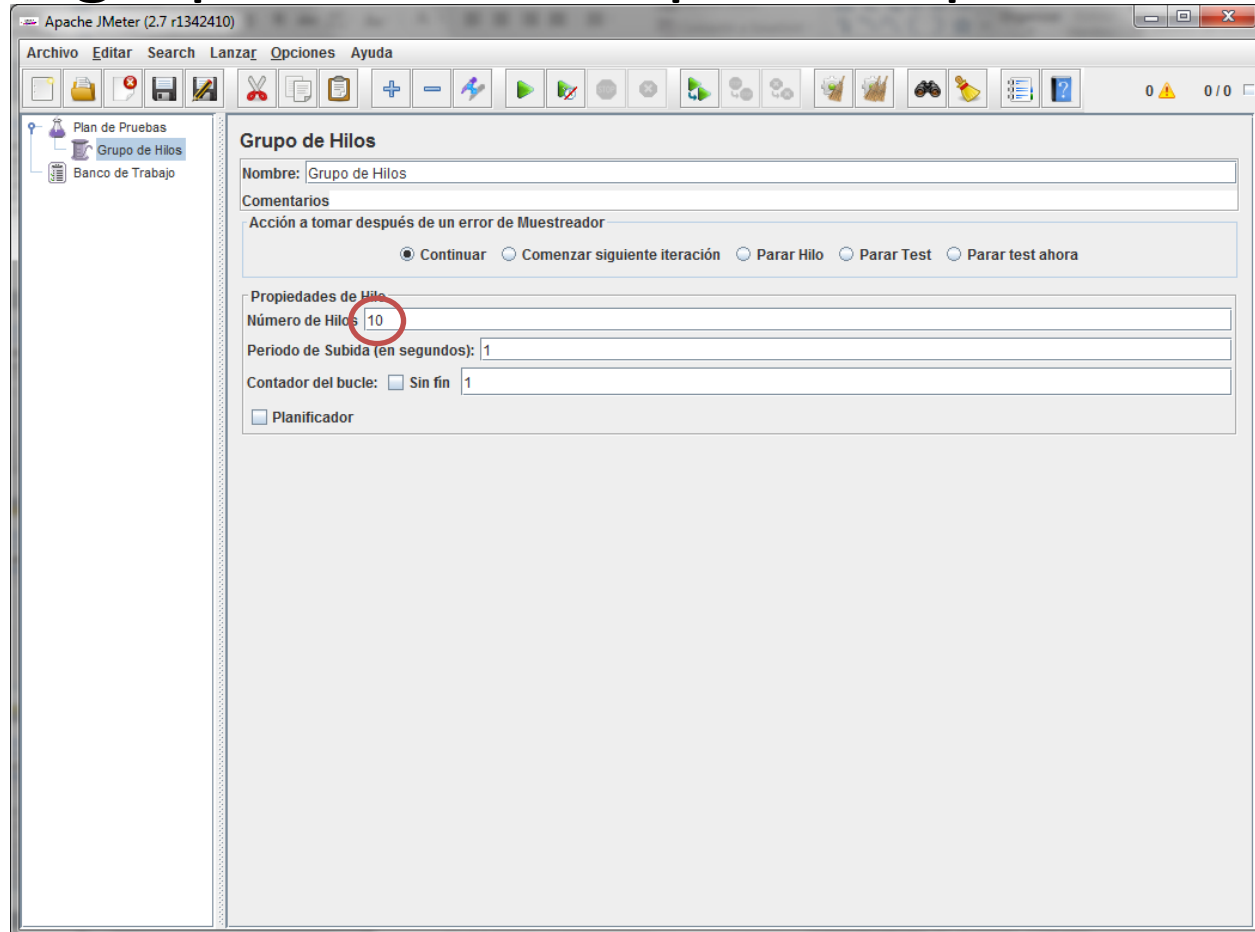 Apache JMeter (2.7 r1342410)
Archivo Editar Search Lanzar Opciones Ayuda
0 0 / 0
Plan de Pruebas
Grupo de Hilos
Banco de Trabajo
Grupo de Hilos
Nombre: Grupo de Hilos
Comentarios
Acción a tomar después de un error de Muestreador
Continuar Comenzar siguiente iteración Parar Hilo Parar Test Parar test ahora
Propiedades de Hilo
Número de Hilos 10
Periodo de Subida (en segundos): 1
Contador del bucle: Sin fín 1
Planificador